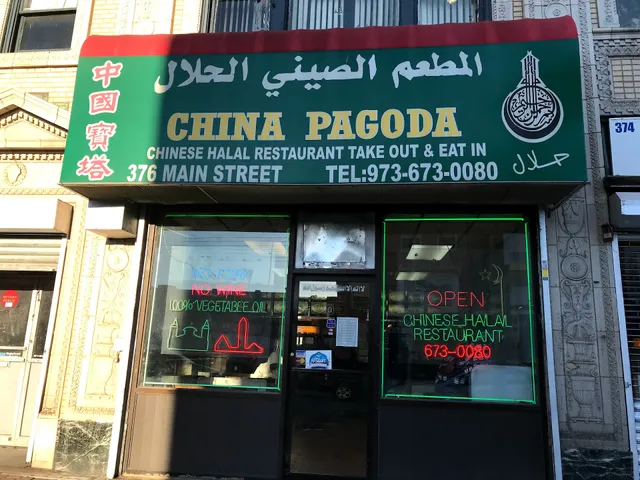 المطعم الصيني الحلال
中國寶塔
CHINA PAGODA
CHINESE HALAL RESTAURANT TAKE OUT & EAT IN
376 MAIN STREET TEL:973-673-0080
حلال
374
NO WINE
100% VEGETABLE OIL
OPEN
CHINESE HALAL
RESTAURANT
673-0080